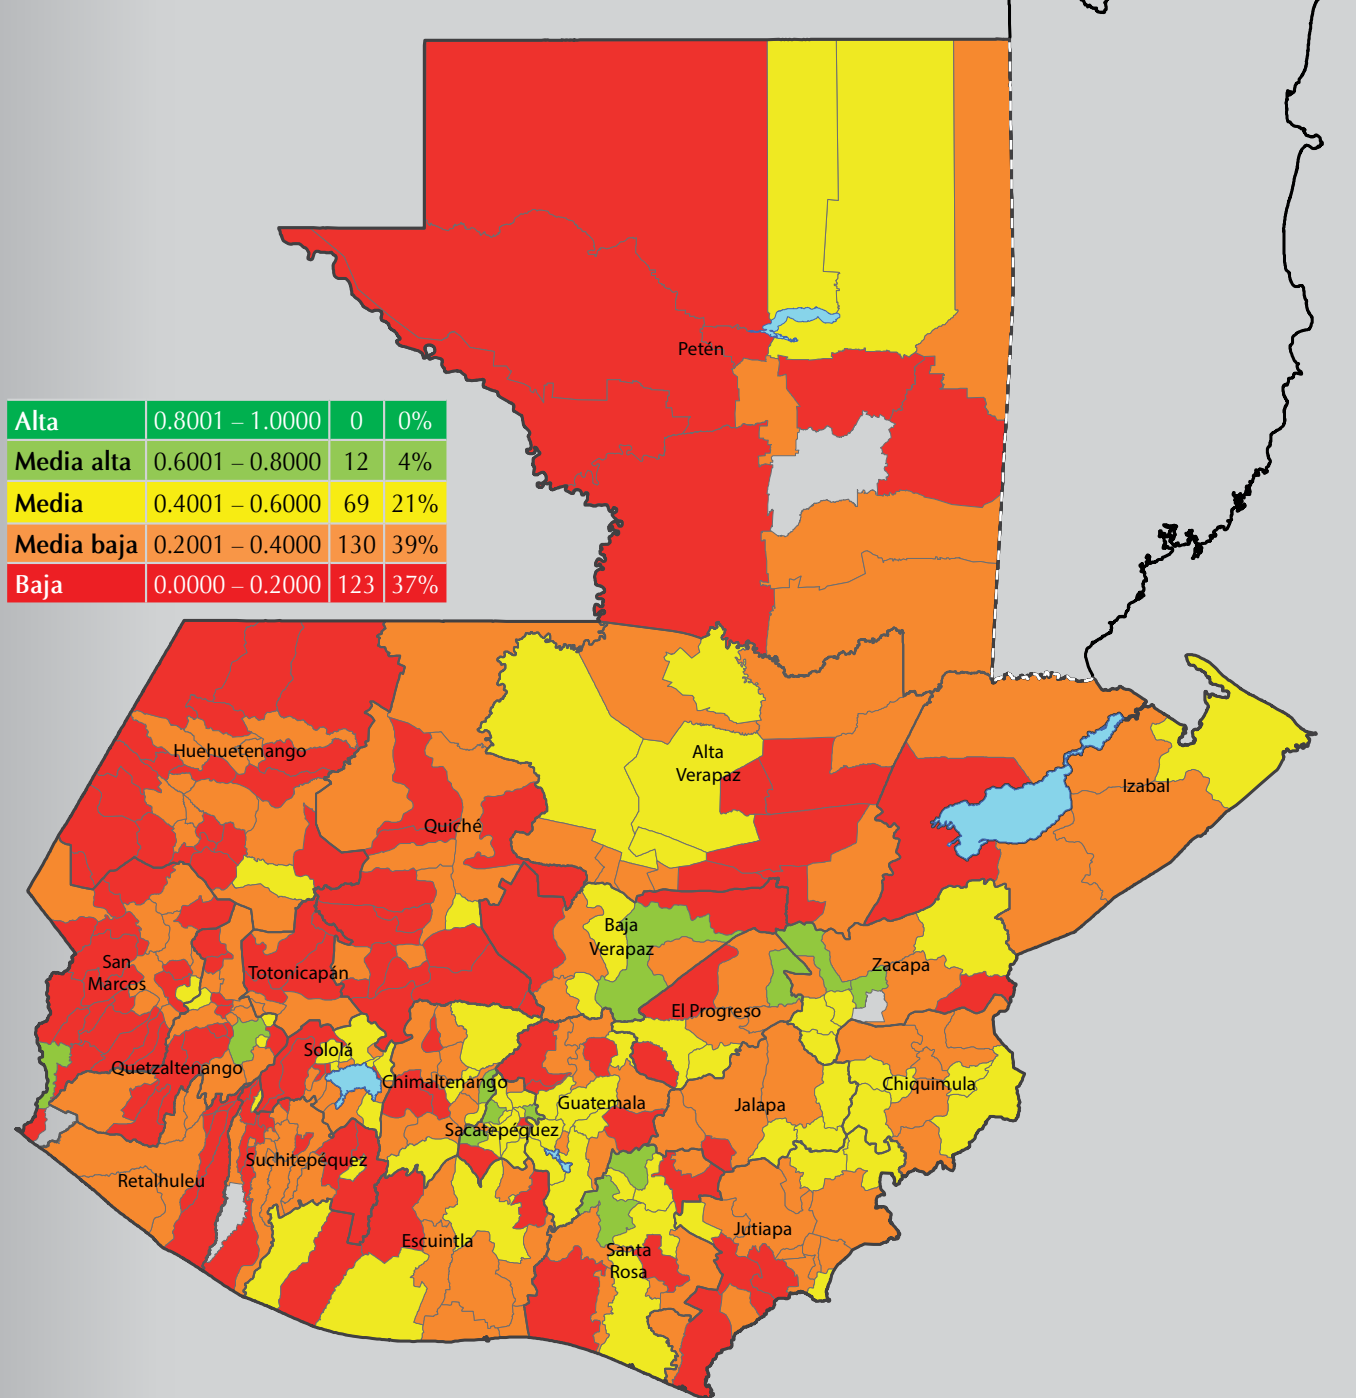 Petén
Alta 0.8001 – 1.0000 0 0%
Media alta 0.6001 – 0.8000 12 4%
Media 0.4001 – 0.6000 69 21%
Media baja 0.2001 – 0.4000 130 39%
Baja 0.0000 – 0.2000 123 37%
Huehuetenango
Alta
Verapaz
Izabal
Quiché
Baja
Verapaz
San
Marcos
Totonicapán
Zacapa
El Progreso
Sololá
Quetzaltenango
Chimaltenango
Chiquimula
Guatemala
Jalapa
Sacatepéquez
Suchitepéquez
Retalhuleu
Jutiapa
Escuintla
Santa
Rosa